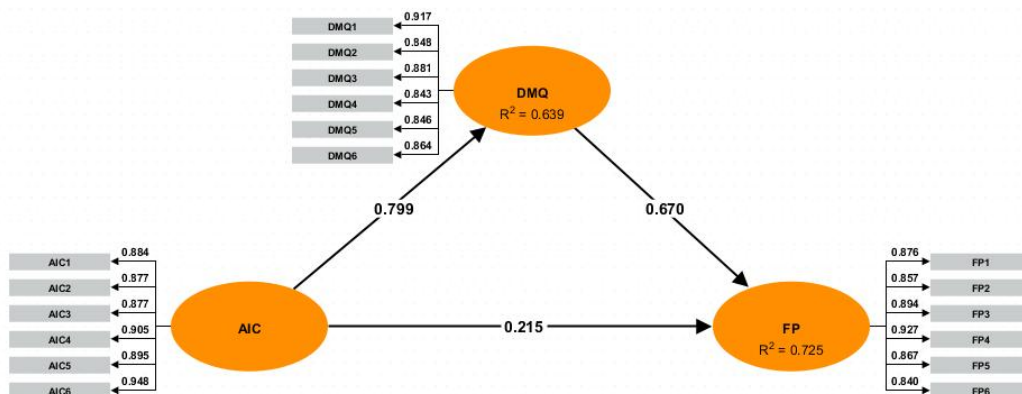 DMQ1 0.917
DMQ2 0.848
DMQ3 0.881
DMQ4 0.843
DMQ5 0.846
DMQ6 0.864
DMQ
R² = 0.639
0.799
0.670
AIC1 0.884
AIC2 0.877
AIC3 0.877
AIC4 0.905
AIC5 0.895
AIC6 0.948
AIC
0.215
FP
R² = 0.725
0.876 FP1
0.857 FP2
0.894 FP3
0.927 FP4
0.867 FP5
0.840 FP6